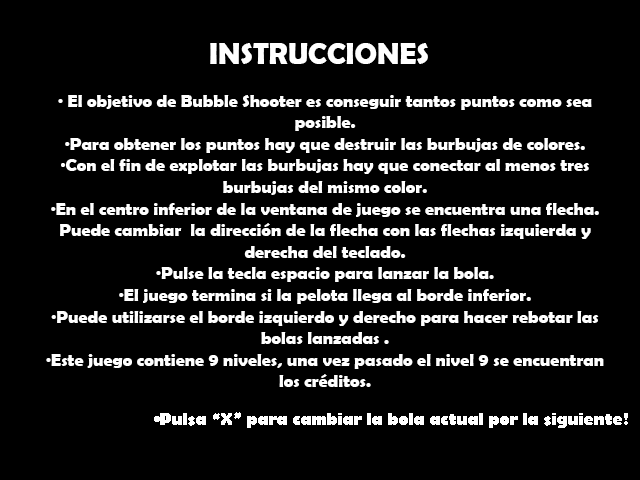 INSTRUCCIONES
• El objetivo de Bubble Shooter es conseguir tantos puntos como sea
posible.
•Para obtener los puntos hay que destruir las burbujas de colores.
•Con el fin de explotar las burbujas hay que conectar al menos tres
burbujas del mismo color.
•En el centro inferior de la ventana de juego se encuentra una flecha.
Puede cambiar la dirección de la flecha con las flechas izquierda y
derecha del teclado.
•Pulse la tecla espacio para lanzar la bola.
•El juego termina si la pelota llega al borde inferior.
•Puede utilizarse el borde izquierdo y derecho para hacer rebotar las
bolas lanzadas .
•Este juego contiene 9 niveles, una vez pasado el nivel 9 se encuentran
los créditos.
•Pulsa “X” para cambiar la bola actual por la siguiente!